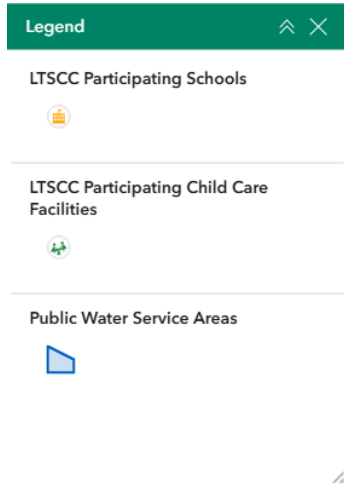 Legend
LTSCC Participating Schools
LTSCC Participating Child Care
Facilities
Public Water Service Areas